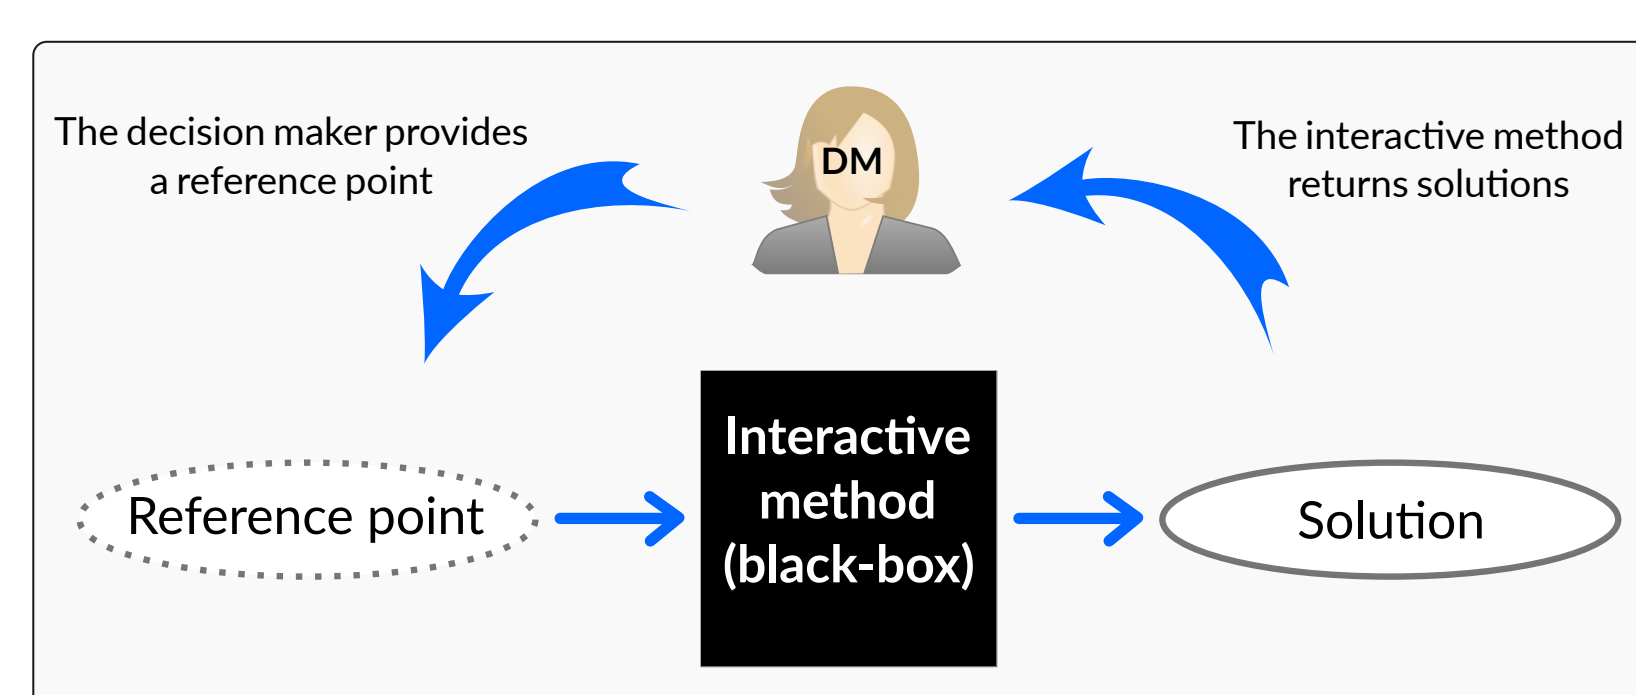 The decision maker provides
a reference point
DM
The interactive method
returns solutions
Reference point
Interactive
method
(black-box)
Solution